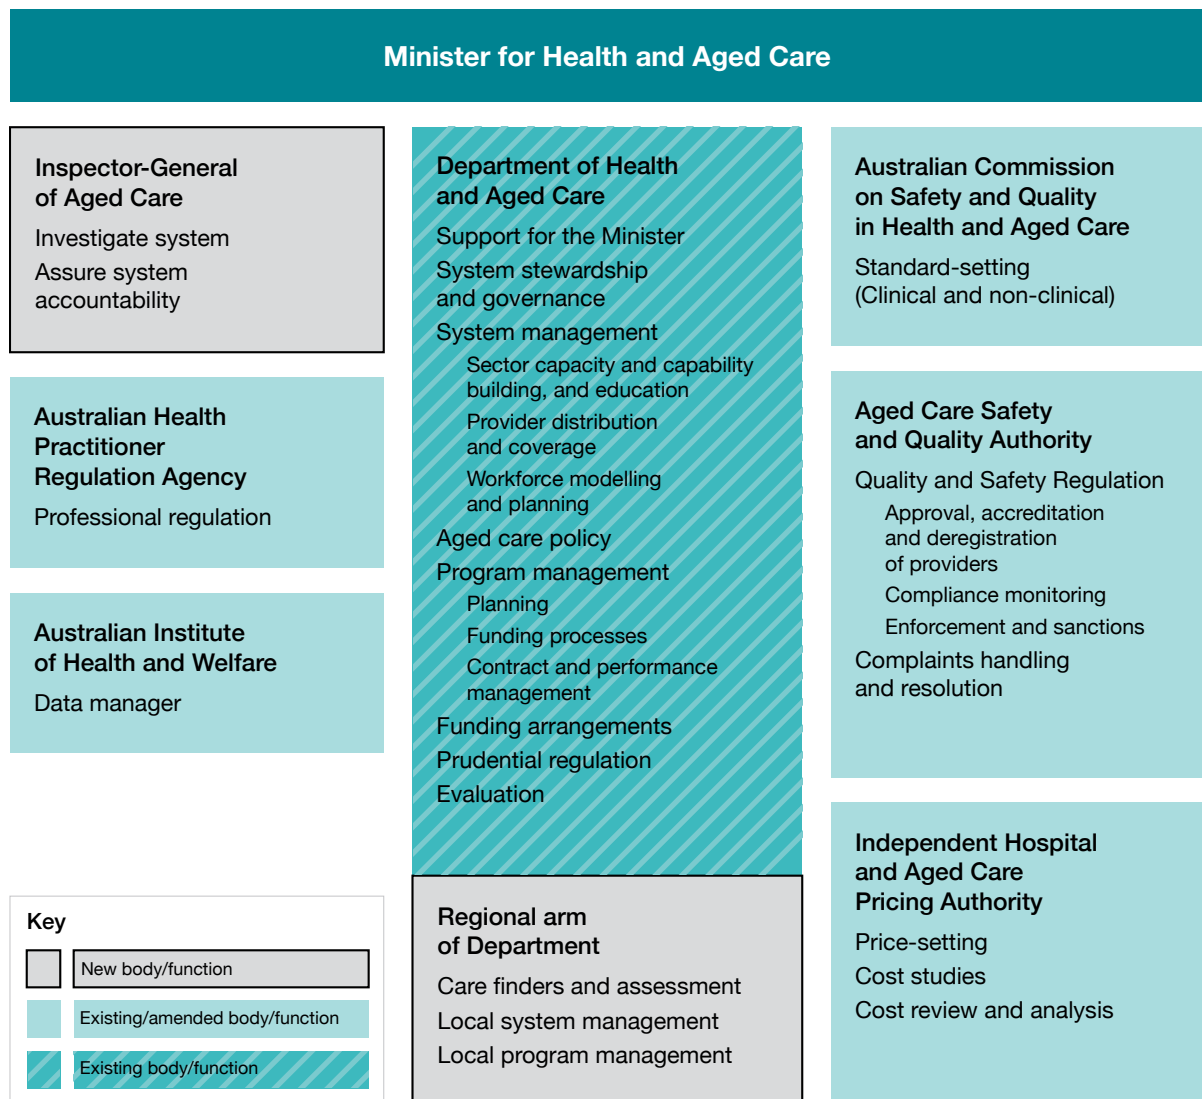 Minister for Health and Aged Care
Inspector-General
of Aged Care
Investigate system
Assure system
accountability
Australian Health
Practitioner
Regulation Agency
Professional regulation
Australian Institute
of Health and Welfare
Data manager
Key
New body/function
Existing/amended body/function
Existing body/function
Department of Health
and Aged Care
Support for the Minister
System stewardship
and governance
System management
Sector capacity and capability
building, and education
Provider distribution
and coverage
Workforce modelling
and planning
Aged care policy
Program management
Planning
Funding processes
Contract and performance
management
Funding arrangements
Prudential regulation
Evaluation
Regional arm
of Department
Care finders and assessment
Local system management
Local program management
Australian Commission
on Safety and Quality
in Health and Aged Care
Standard-setting
(Clinical and non-clinical)
Aged Care Safety
and Quality Authority
Quality and Safety Regulation
Approval, accreditation
and deregistration
of providers
Compliance monitoring
Enforcement and sanctions
Complaints handling
and resolution
Independent Hospital
and Aged Care
Pricing Authority
Price-setting
Cost studies
Cost review and analysis